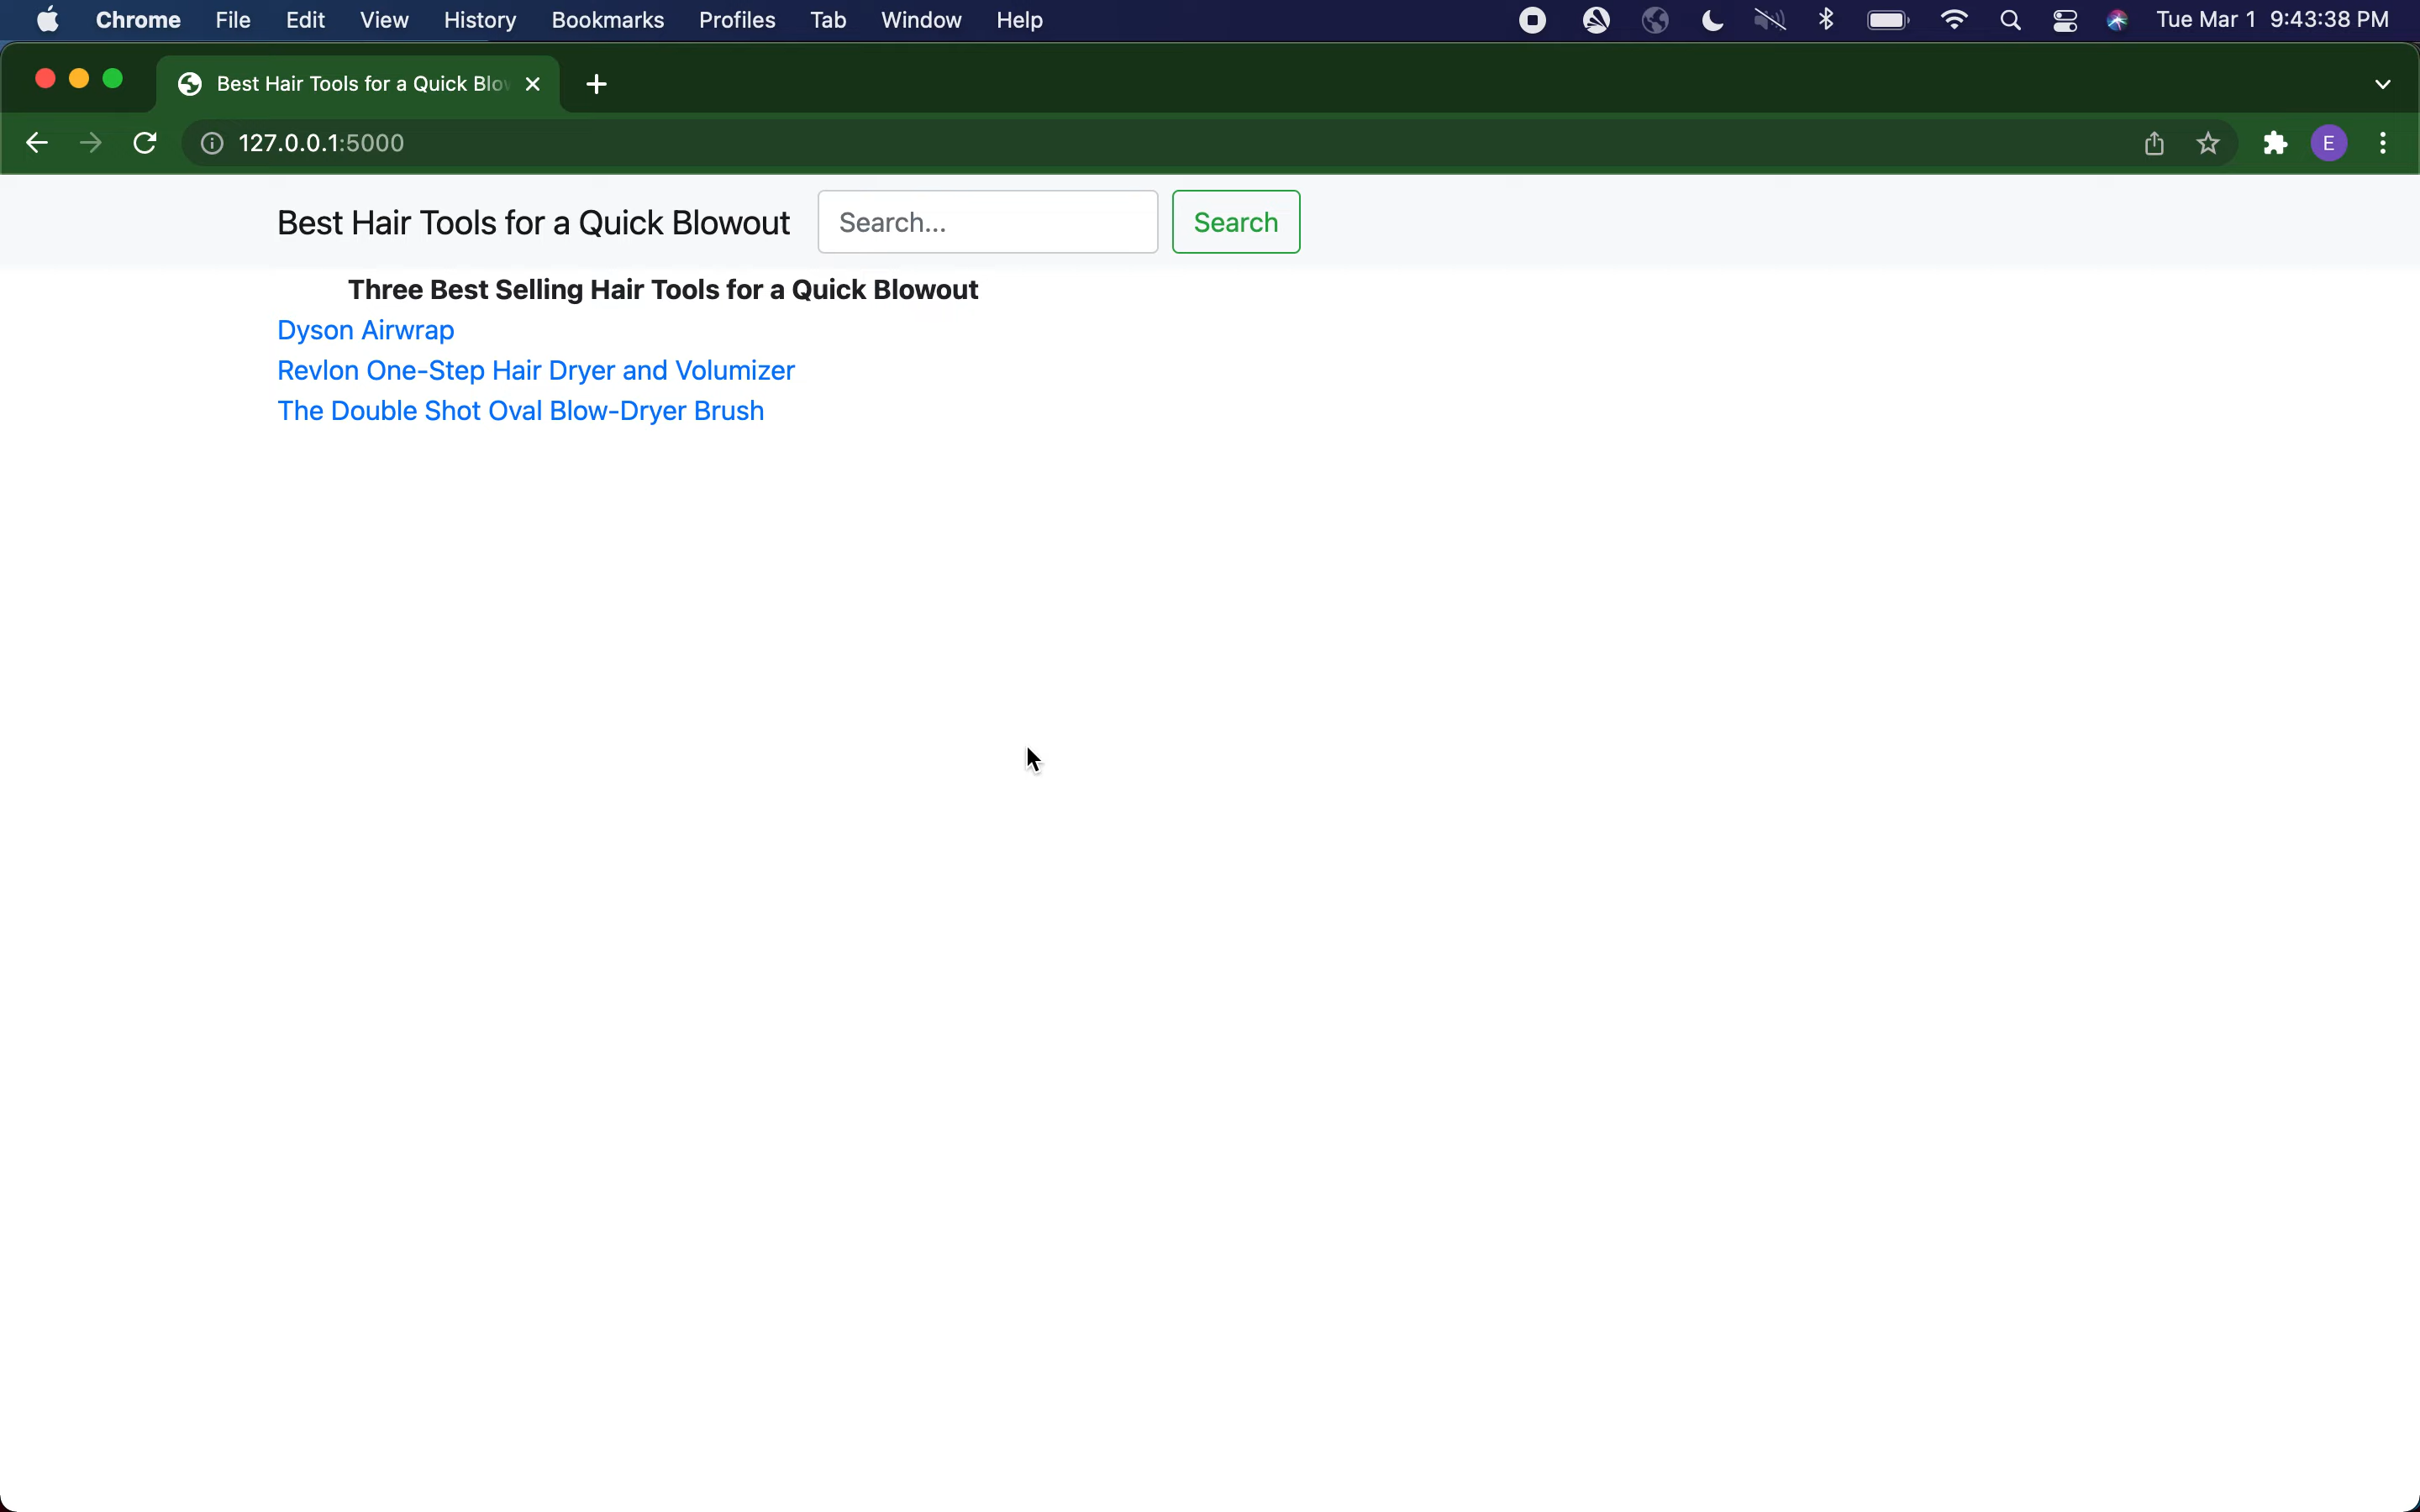 Chrome File Edit View History Bookmarks Profiles Tab Window Help Tue Mar 1 9:43:38 PM
Best Hair Tools for a Quick Blow
127.0.0.1:5000 E
Best Hair Tools for a Quick Blowout Search... Search
Three Best Selling Hair Tools for a Quick Blowout
Dyson Airwrap
Revlon One-Step Hair Dryer and Volumizer
The Double Shot Oval Blow-Dryer Brush